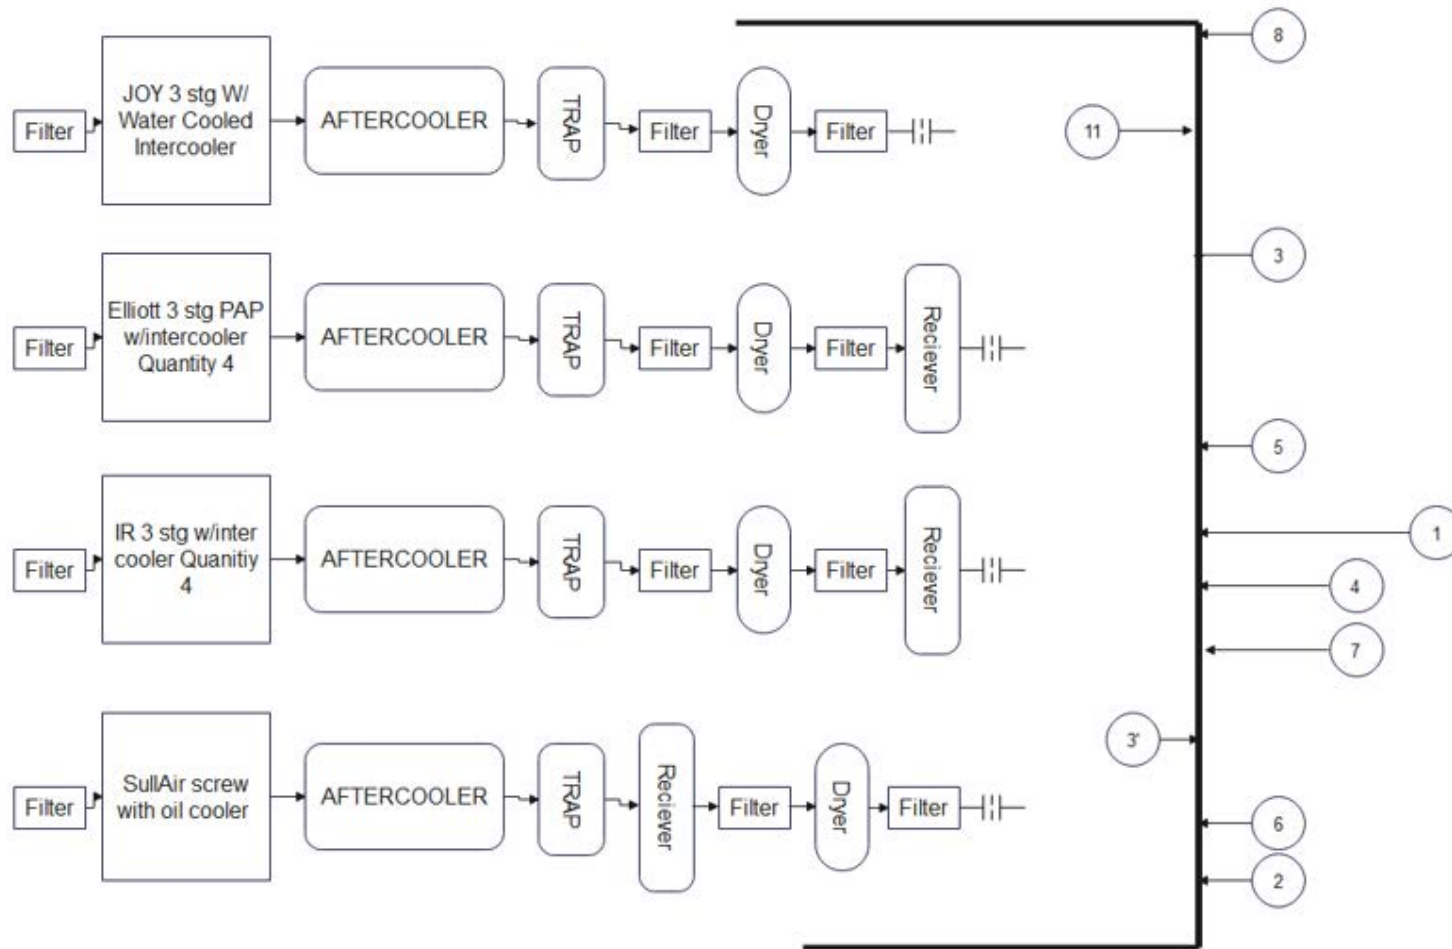 8
Filter
JOY 3 stg W/
Water Cooled
Intercooler
AFTERCOOLER
TRAP
Filter
Dryer
Filter
11
3
Filter
Elliott 3 stg PAP
w/intercooler
Quantity 4
AFTERCOOLER
TRAP
Filter
Dryer
Filter
Reciever
5
1
Filter
IR 3 stg w/inter
cooler Quanitiy
4
AFTERCOOLER
TRAP
Filter
Dryer
Filter
Reciever
4
7
3'
Filter
SullAir screw
with oil cooler
AFTERCOOLER
TRAP
Reciever
Filter
Dryer
Filter
6
2